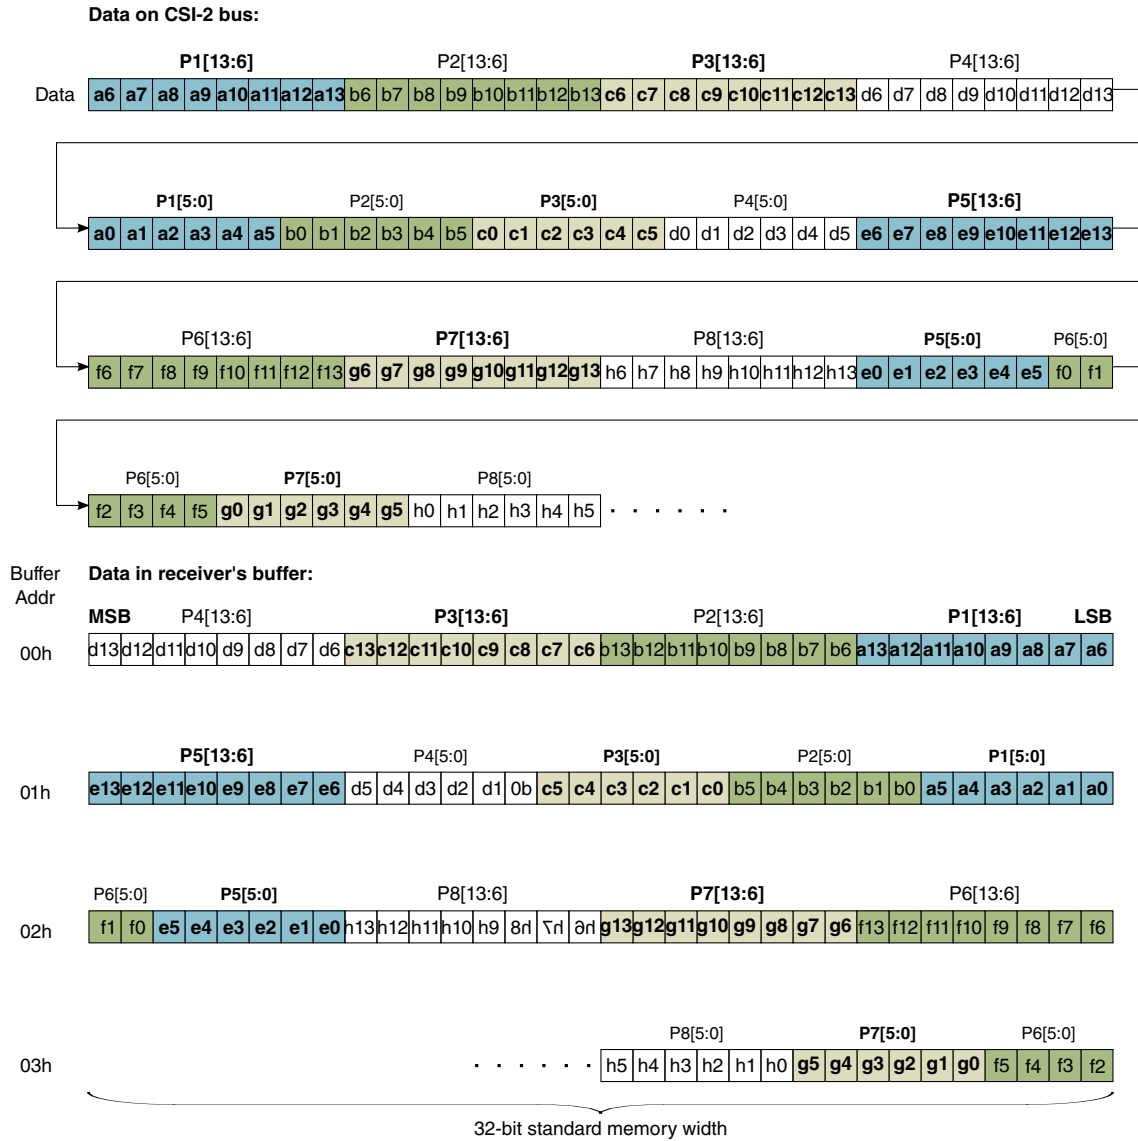 Data on CSI-2 bus:
P1[13:6] P2[13:6] P3[13:6] P4[13:6]
Data a6 a7 a8 a9 a10 a11 a12 a13 b6 b7 b8 b9 b10 b11 b12 b13 c6 c7 c8 c9 c10 c11 c12 c13 d6 d7 d8 d9 d10 d11 d12 d13
P1[5:0] P2[5:0] P3[5:0] P4[5:0] P5[13:6]
a0 a1 a2 a3 a4 a5 b0 b1 b2 b3 b4 b5 c0 c1 c2 c3 c4 c5 d0 d1 d2 d3 d4 d5 e6 e7 e8 e9 e10 e11 e12 e13
P6[13:6] P7[13:6] P8[13:6] P5[5:0] P6[5:0]
f6 f7 f8 f9 f10 f11 f12 f13 g6 g7 g8 g9 g10 g11 g12 g13 h6 h7 h8 h9 h10 h11 h12 h13 e0 e1 e2 e3 e4 e5 f0 f1
P6[5:0] P7[5:0] P8[5:0]
f2 f3 f4 f5 g0 g1 g2 g3 g4 g5 h0 h1 h2 h3 h4 h5 . . . . . .
Buffer Addr Data in receiver's buffer:
MSB P4[13:6] P3[13:6] P2[13:6] P1[13:6] LSB
00h d13 d12 d11 d10 d9 d8 d7 d6 c13 c12 c11 c10 c9 c8 c7 c6 b13 b12 b11 b10 b9 b8 b7 b6 a13 a12 a11 a10 a9 a8 a7 a6
P5[13:6] P4[5:0] P3[5:0] P2[5:0] P1[5:0]
01h e13 e12 e11 e10 e9 e8 e7 e6 d5 d4 d3 d2 d1 0b c5 c4 c3 c2 c1 c0 b5 b4 b3 b2 b1 b0 a5 a4 a3 a2 a1 a0
P6[5:0] P5[5:0] P8[13:6] P7[13:6] P6[13:6]
02h f1 f0 e5 e4 e3 e2 e1 e0 h13 h12 h11 h10 h9 h8 h7 h6 g13 g12 g11 g10 g9 g8 g7 g6 f13 f12 f11 f10 f9 f8 f7 f6
P8[5:0] P7[5:0] P6[5:0]
03h . . . . . . h5 h4 h3 h2 h1 h0 g5 g4 g3 g2 g1 g0 f5 f4 f3 f2
32-bit standard memory width